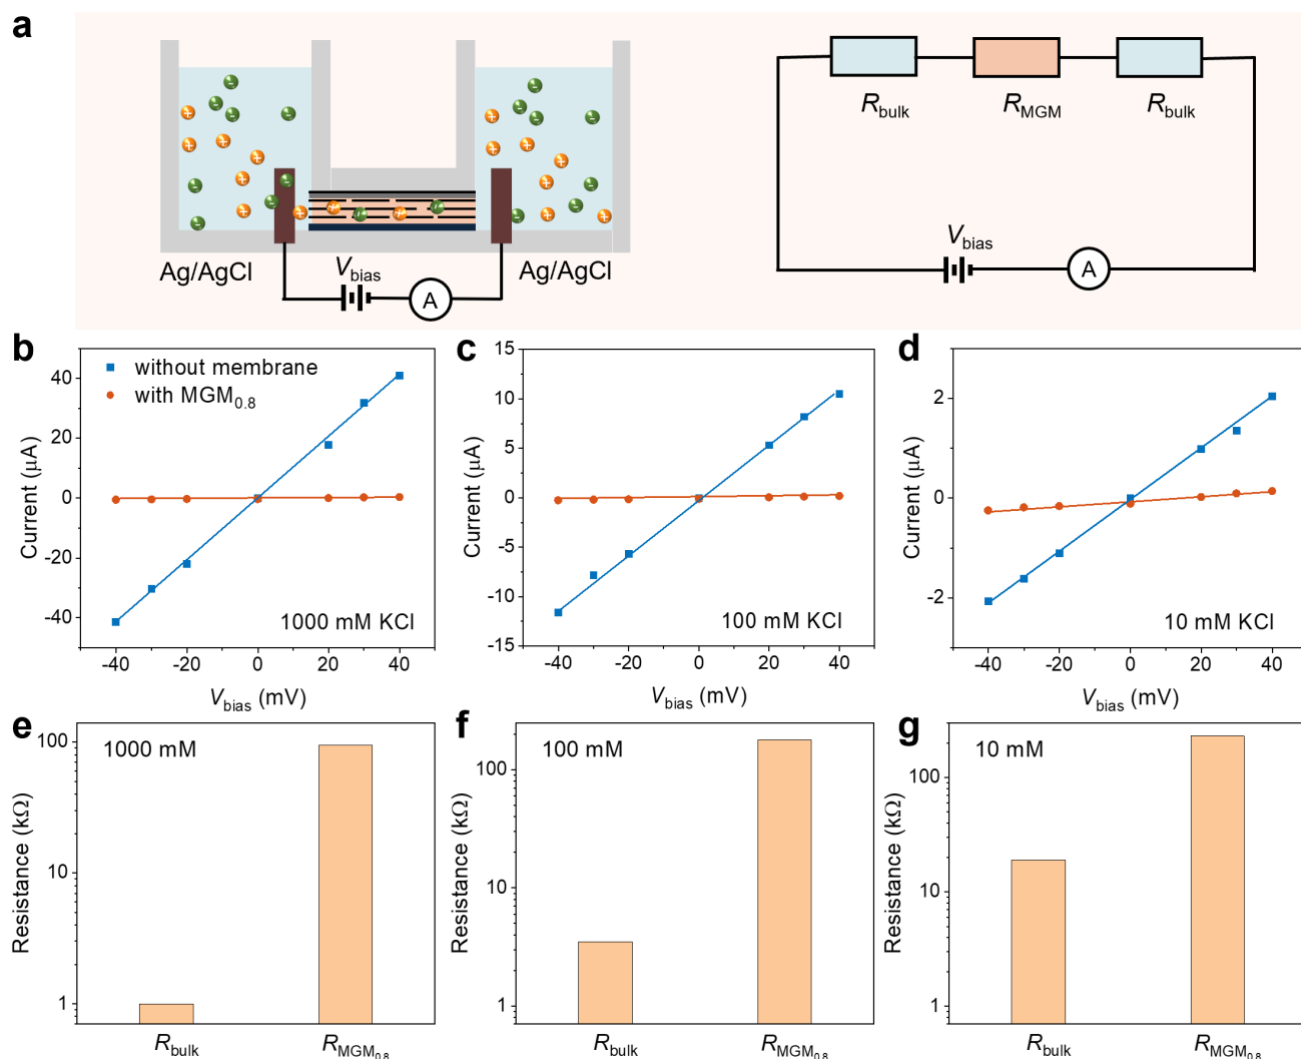 a
Ag/AgCl
V_bias
A
Ag/AgCl
R_bulk
R_MGM
R_bulk
V_bias
A
b
without membrane
with MGM_0.8
40
20
0
-20
-40
Current (μA)
1000 mM KCl
-40 -20 0 20 40
V_bias (mV)
c
15
10
5
0
-5
-10
-15
Current (μA)
100 mM KCl
-40 -20 0 20 40
V_bias (mV)
d
2
0
-2
Current (μA)
10 mM KCl
-40 -20 0 20 40
V_bias (mV)
e
1000 mM
100
10
1
Resistance (kΩ)
R_bulk R_MGM_0.8
f
100 mM
100
10
1
Resistance (kΩ)
R_bulk R_MGM_0.8
g
10 mM
100
10
1
Resistance (kΩ)
R_bulk R_MGM_0.8